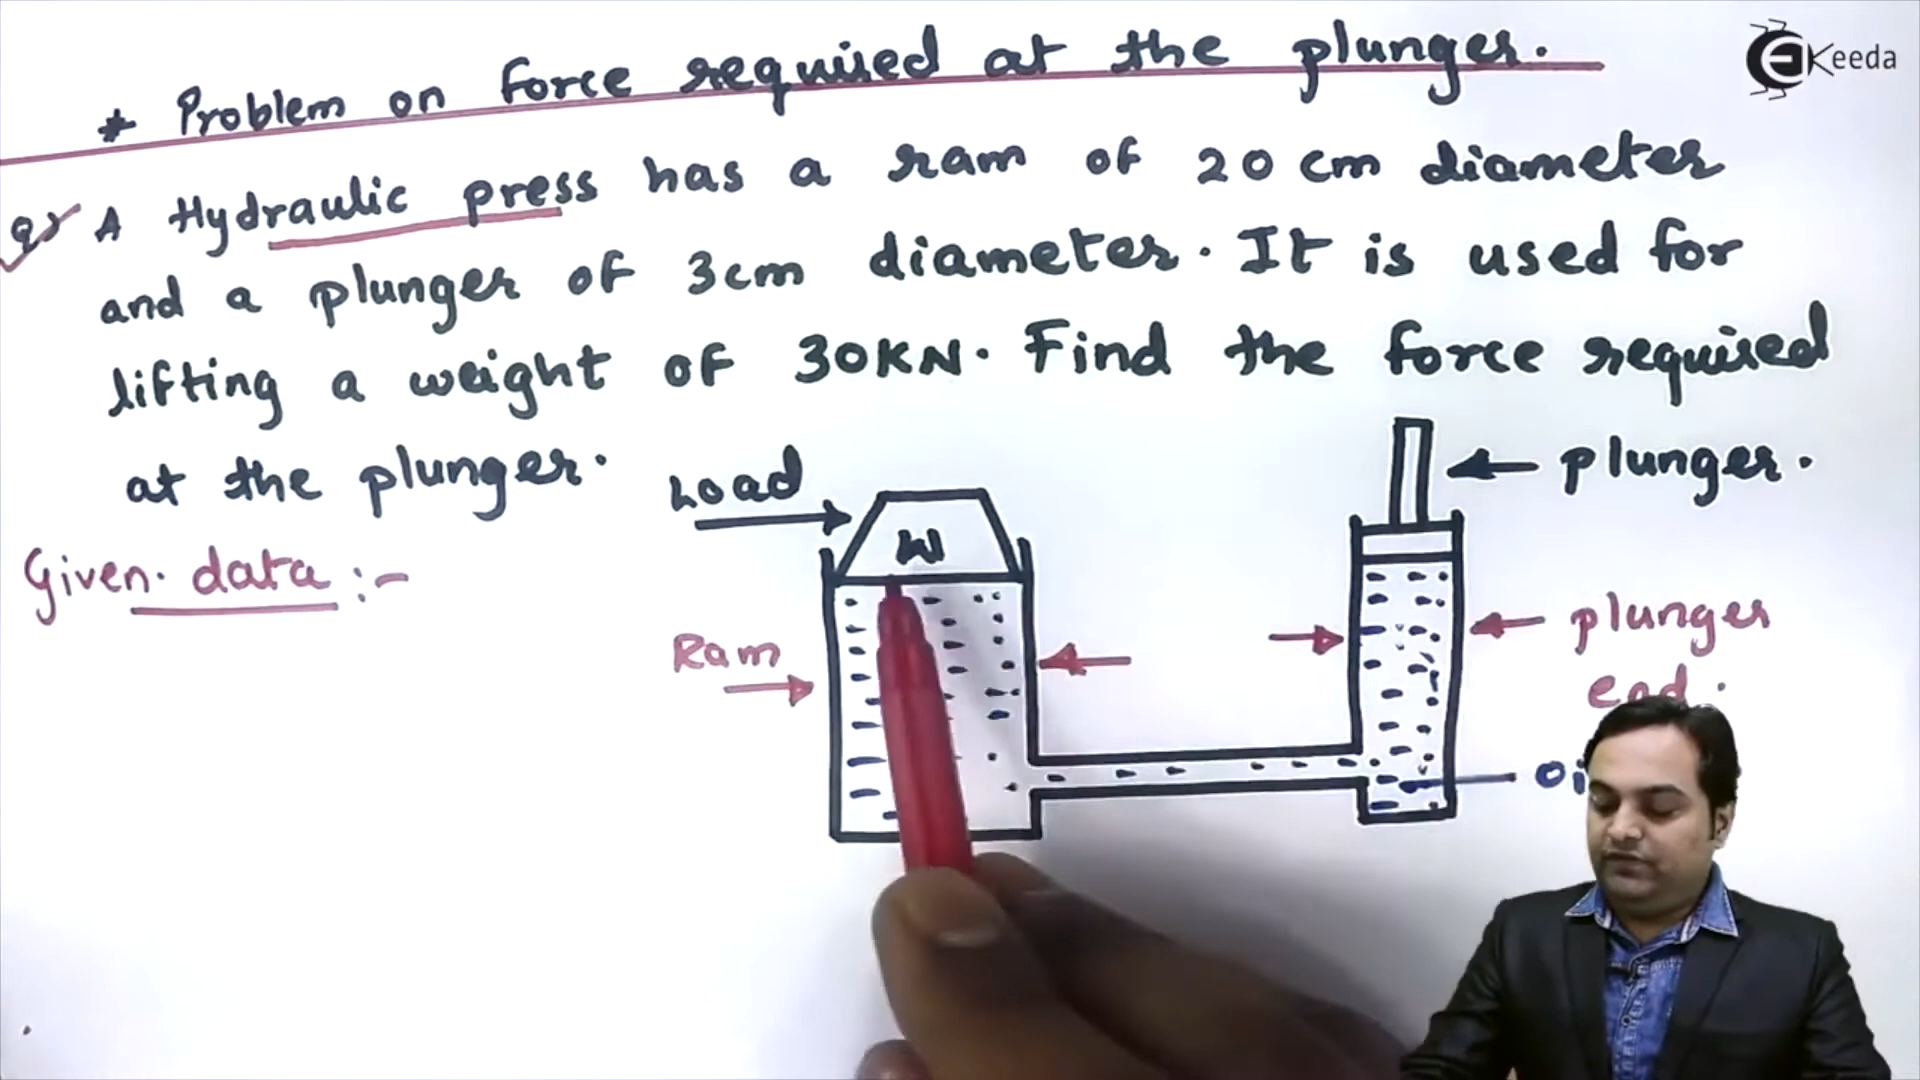 * Problem on force required at the plunger.
Keeda
Q) A Hydraulic press has a ram of 20 cm diameter
and a plunger of 3cm diameter. It is used for
lifting a weight of 30KN. Find the force required
at the plunger.
Load
plunger.
W
Given data :-
Ram
plunger
end.